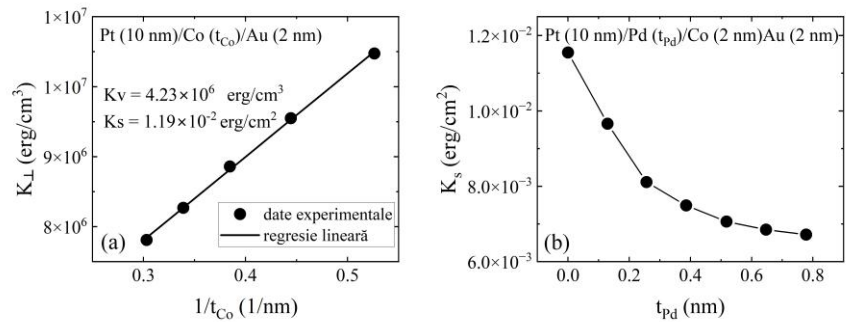 Pt (10 nm)/Co (t_Co)/Au (2 nm)
Kv = 4.23×10⁶ erg/cm³
Ks = 1.19×10⁻² erg/cm²
K⊥ (erg/cm³)
1×10⁷
1×10⁷
9×10⁶
8×10⁶
(a)
date experimentale
regresie lineară
0.3 0.4 0.5
1/t_Co (1/nm)
Pt (10 nm)/Pd (t_Pd)/Co (2 nm)Au (2 nm)
K_s (erg/cm²)
1.2×10⁻²
1.0×10⁻²
8.0×10⁻³
6.0×10⁻³
(b)
0.0 0.2 0.4 0.6 0.8
t_Pd (nm)